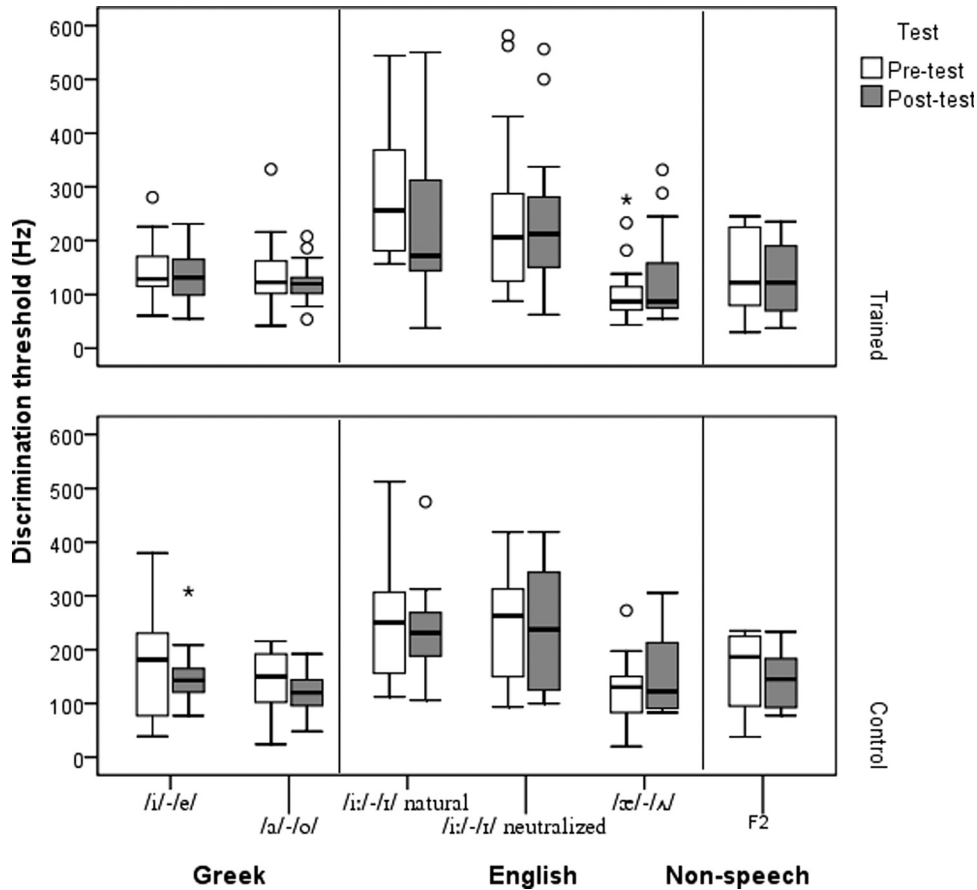 Test
Pre-test
Post-test
Discrimination threshold (Hz)
600
500
400
300
200
100
0
Trained
600
500
400
300
200
100
0
Control
/i/-/e/
/a/-/o/
/iː/-/ɪ/ natural
/iː/-/ɪ/ neutralized
/æ/-/ʌ/
F2
Greek
English
Non-speech